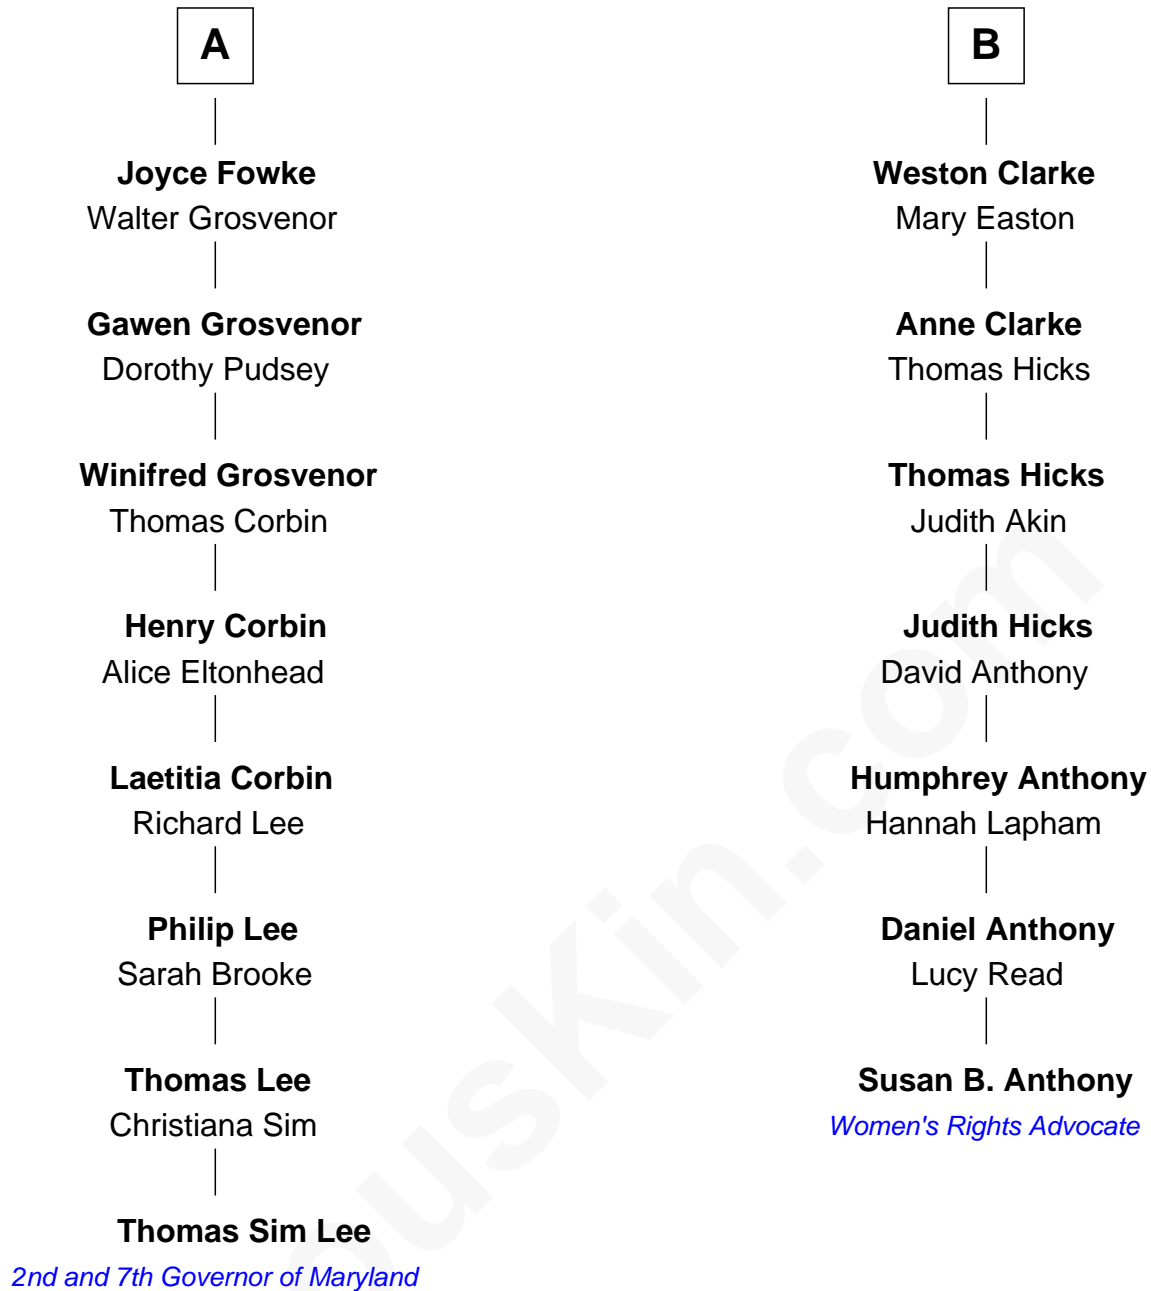 A
Joyce Fowke
Walter Grosvenor
Gawen Grosvenor
Dorothy Pudsey
Winifred Grosvenor
Thomas Corbin
Henry Corbin
Alice Eltonhead
Laetitia Corbin
Richard Lee
Philip Lee
Sarah Brooke
Thomas Lee
Christiana Sim
Thomas Sim Lee
2nd and 7th Governor of Maryland
B
Weston Clarke
Mary Easton
Anne Clarke
Thomas Hicks
Thomas Hicks
Judith Akin
Judith Hicks
David Anthony
Humphrey Anthony
Hannah Lapham
Daniel Anthony
Lucy Read
Susan B. Anthony
Women's Rights Advocate
ousKin.com